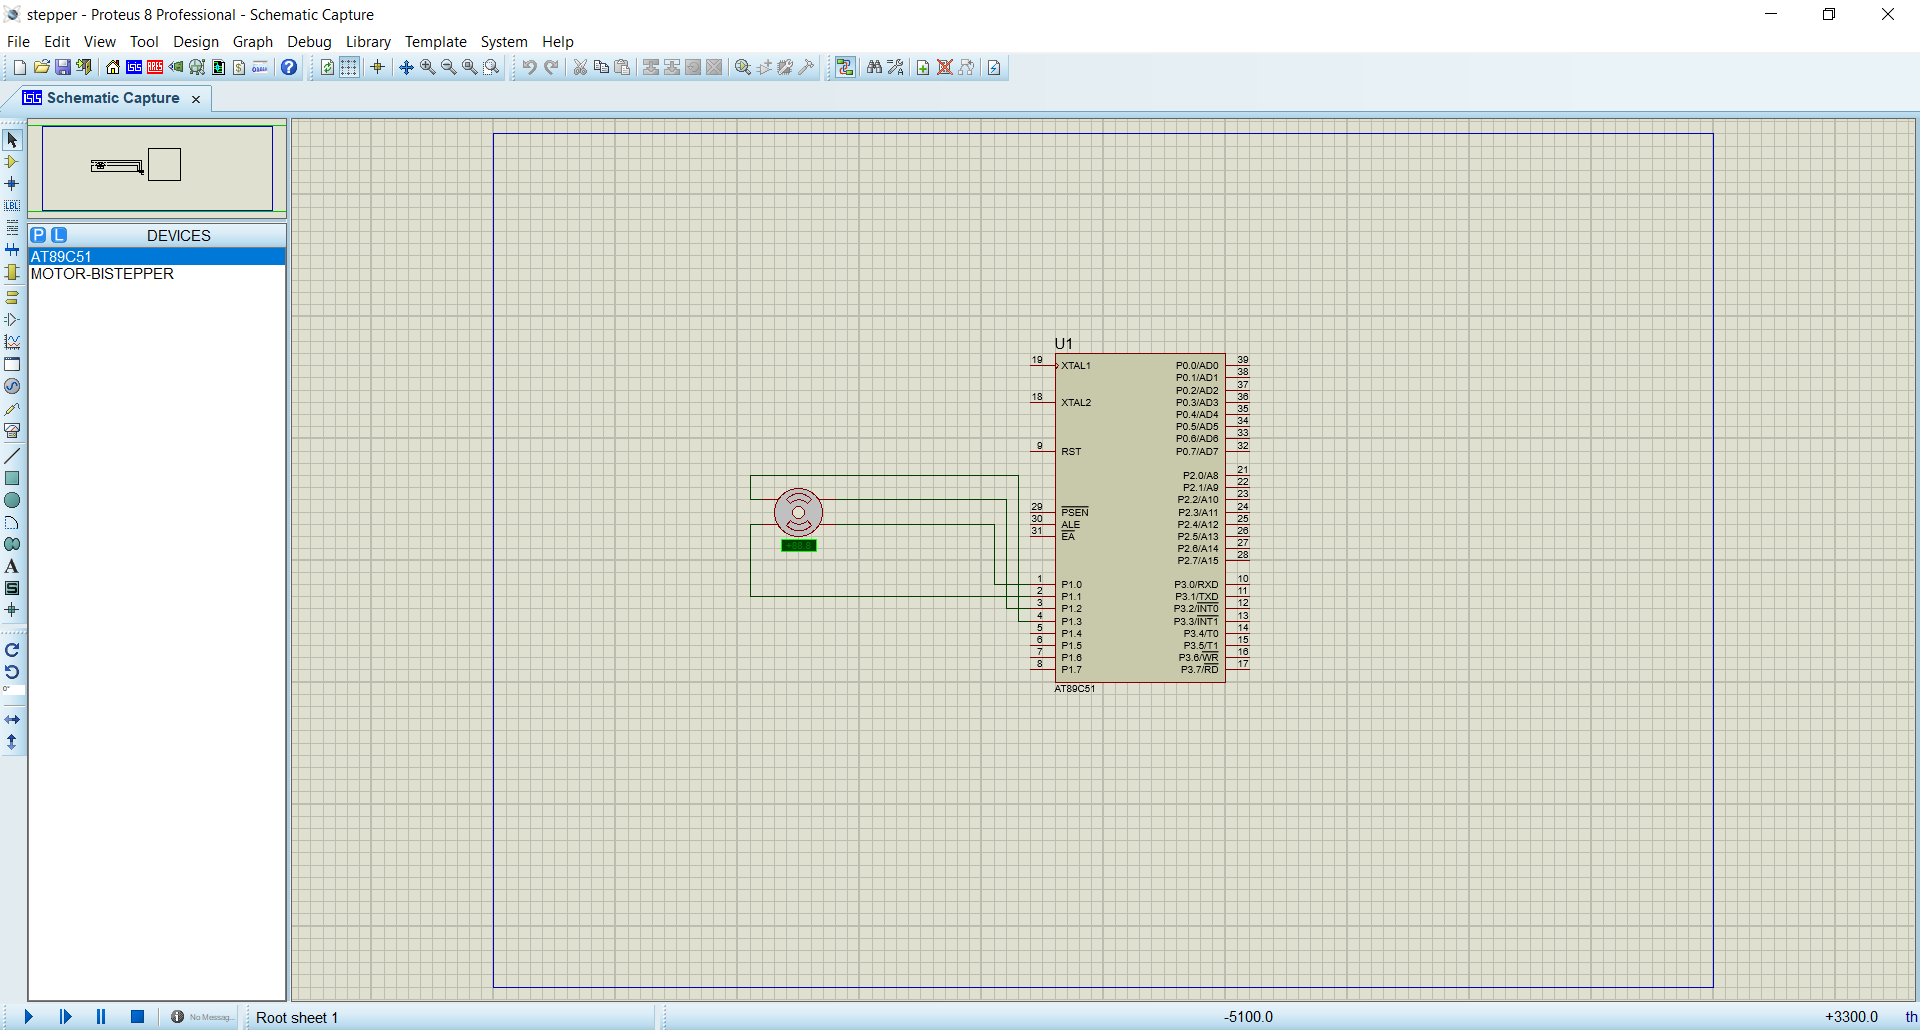 stepper - Proteus 8 Professional - Schematic Capture
File Edit View Tool Design Graph Debug Library Template System Help
Schematic Capture
P L DEVICES
AT89C51
MOTOR-BISTEPPER
LBL
A
S
0°
U1
19 XTAL1
18 XTAL2
9 RST
29 PSEN
30 ALE
31 EA
1 P1.0
2 P1.1
3 P1.2
4 P1.3
5 P1.4
6 P1.5
7 P1.6
8 P1.7
P0.0/AD0 39
P0.1/AD1 38
P0.2/AD2 37
P0.3/AD3 36
P0.4/AD4 35
P0.5/AD5 34
P0.6/AD6 33
P0.7/AD7 32
P2.0/A8 21
P2.1/A9 22
P2.2/A10 23
P2.3/A11 24
P2.4/A12 25
P2.5/A13 26
P2.6/A14 27
P2.7/A15 28
P3.0/RXD 10
P3.1/TXD 11
P3.2/INT0 12
P3.3/INT1 13
P3.4/T0 14
P3.5/T1 15
P3.6/WR 16
P3.7/RD 17
AT89C51
No Messag...
Root sheet 1
-5100.0
+3300.0
th